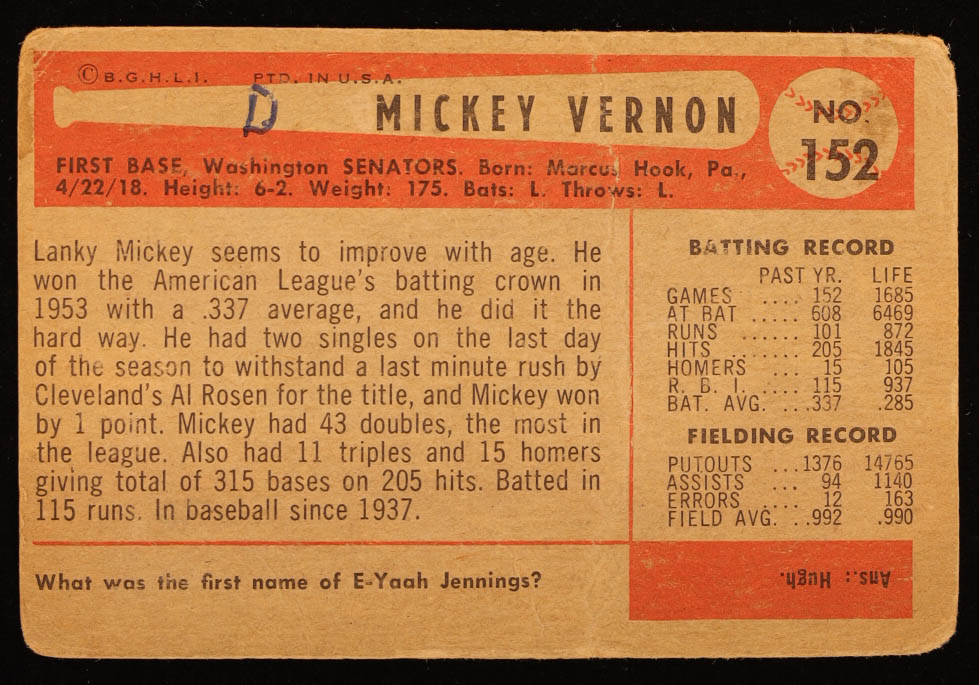 © B.G.H.L.I. PTD. IN U.S.A.
D
MICKEY VERNON
NO.
152
FIRST BASE, Washington SENATORS. Born: Marcus Hook, Pa.,
4/22/18. Height: 6-2. Weight: 175. Bats: L. Throws: L.
Lanky Mickey seems to improve with age. He
won the American League's batting crown in
1953 with a .337 average, and he did it the
hard way. He had two singles on the last day
of the season to withstand a last minute rush by
Cleveland's Al Rosen for the title, and Mickey won
by 1 point. Mickey had 43 doubles, the most in
the league. Also had 11 triples and 15 homers
giving total of 315 bases on 205 hits. Batted in
115 runs. In baseball since 1937.
BATTING RECORD
PAST YR. LIFE
GAMES .... 152 1685
AT BAT ..... 608 6469
RUNS ...... 101 872
HITS ....... 205 1845
HOMERS ... 15 105
R. B. I. ..... 115 937
BAT. AVG. ...337 .285
FIELDING RECORD
PUTOUTS ...1376 14765
ASSISTS ... 94 1140
ERRORS .... 12 163
FIELD AVG. ..992 .990
What was the first name of E-Yaah Jennings?
Ans.: Hugh.